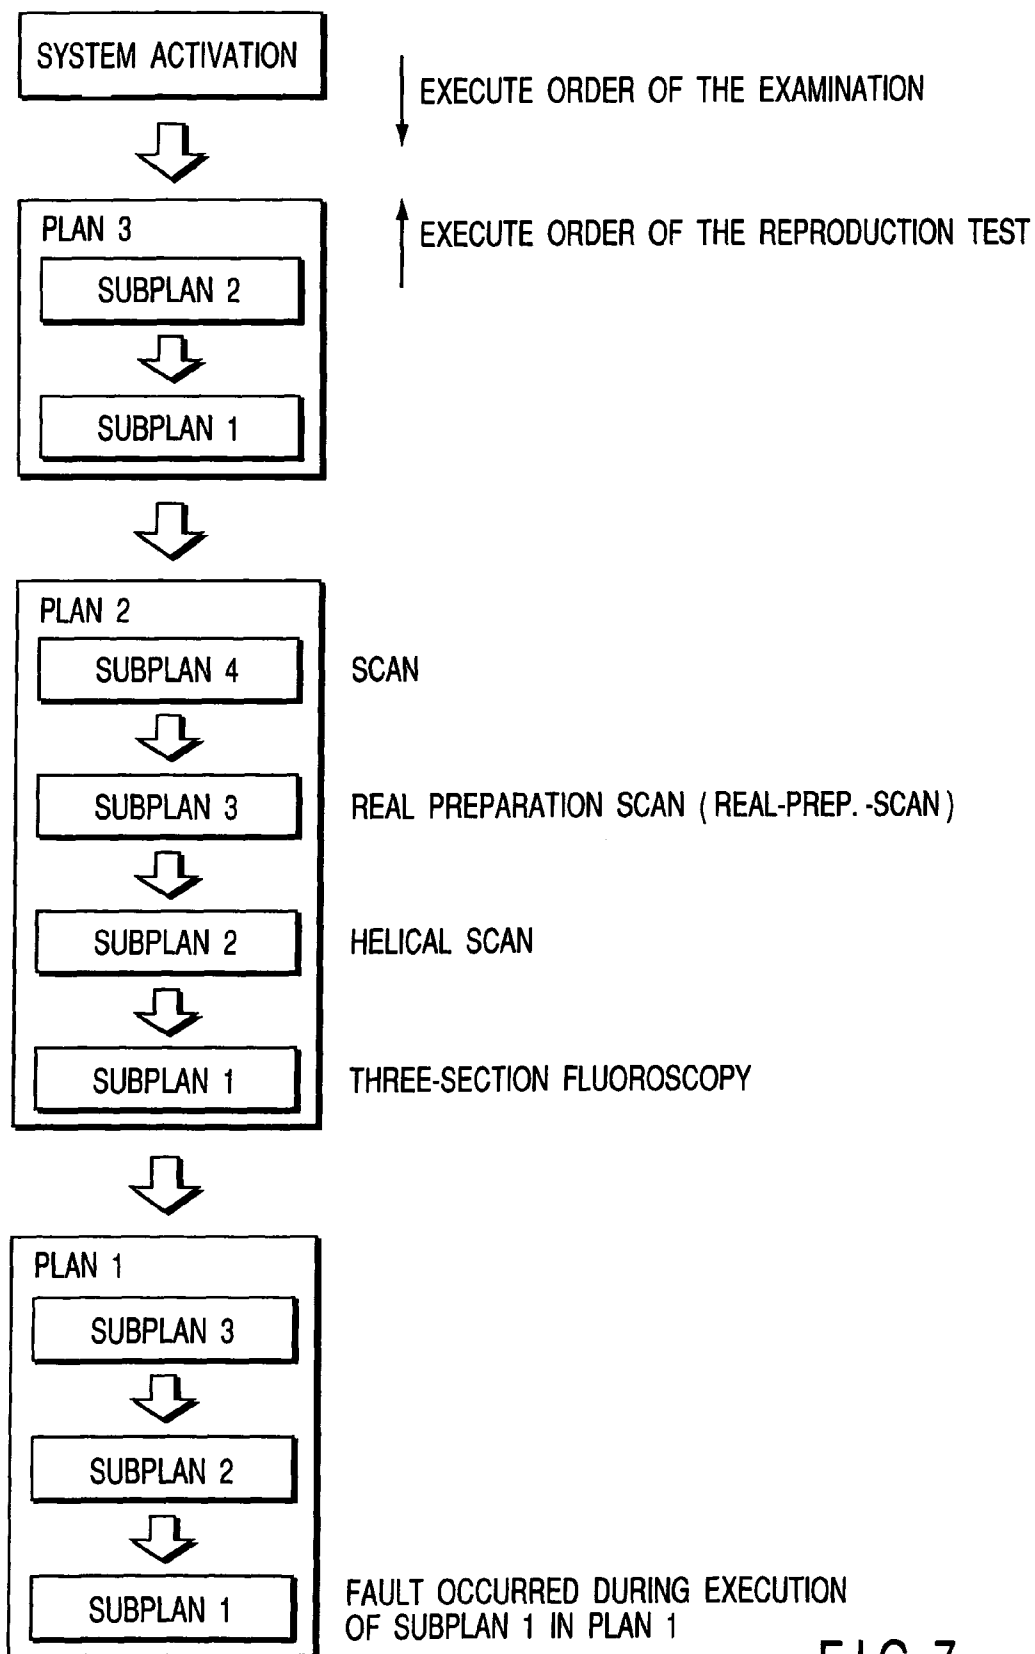 SYSTEM ACTIVATION
EXECUTE ORDER OF THE EXAMINATION
EXECUTE ORDER OF THE REPRODUCTION TEST
PLAN 3
SUBPLAN 2
SUBPLAN 1
PLAN 2
SUBPLAN 4
SCAN
SUBPLAN 3
REAL PREPARATION SCAN (REAL-PREP.-SCAN)
SUBPLAN 2
HELICAL SCAN
SUBPLAN 1
THREE-SECTION FLUOROSCOPY
PLAN 1
SUBPLAN 3
SUBPLAN 2
SUBPLAN 1
FAULT OCCURRED DURING EXECUTION
OF SUBPLAN 1 IN PLAN 1